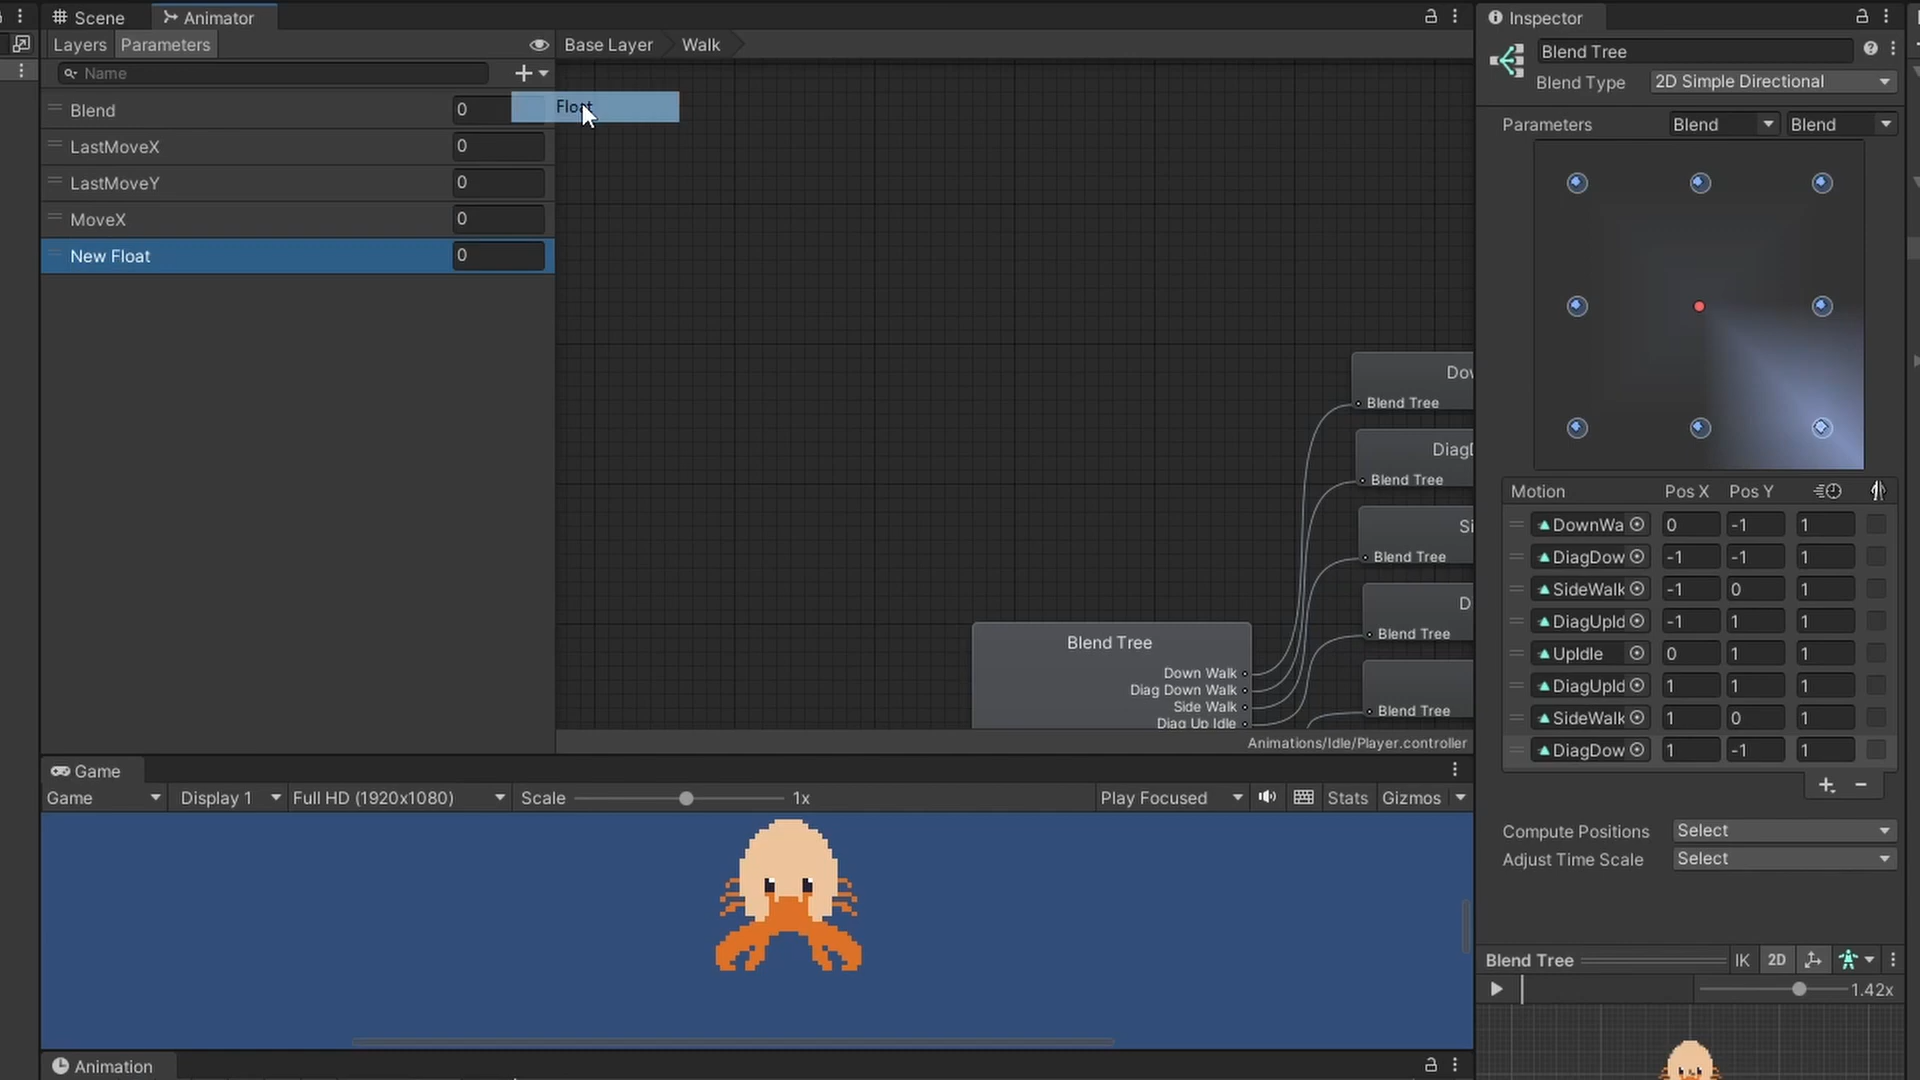 Scene
Animator
Layers
Parameters
Base Layer
Walk
Name
Blend 0
Float
LastMoveX 0
LastMoveY 0
MoveX 0
New Float 0
Blend Tree
Blend Tree
Blend Tree
Blend Tree
Blend Tree
Blend Tree
Down Walk
Diag Down Walk
Side Walk
Diag Up Idle
Animations/Idle/Player.controller
Game
Game
Display 1
Full HD (1920x1080)
Scale
1x
Play Focused
Stats
Gizmos
Animation
Inspector
Blend Tree
Blend Type 2D Simple Directional
Parameters Blend Blend
Motion Pos X Pos Y
DownWa 0 -1 1
DiagDow -1 -1 1
SideWalk -1 0 1
DiagUpId -1 1 1
UpIdle 0 1 1
DiagUpId 1 1 1
SideWalk 1 0 1
DiagDow 1 -1 1
Compute Positions Select
Adjust Time Scale Select
Blend Tree IK 2D
1.42x